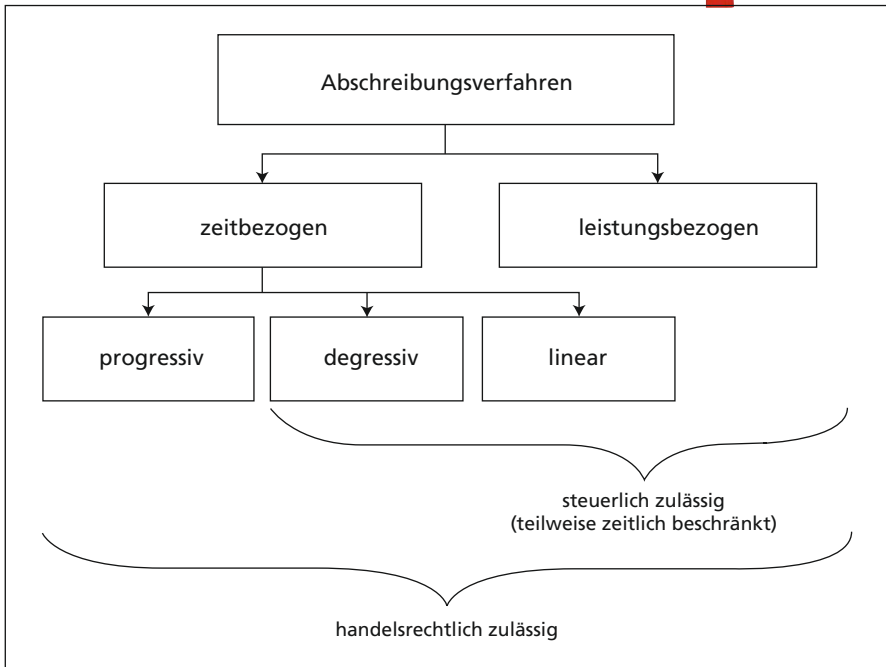 Abschreibungsverfahren
zeitbezogen
leistungsbezogen
progressiv
degressiv
linear
steuerlich zulässig
(teilweise zeitlich beschränkt)
handelsrechtlich zulässig